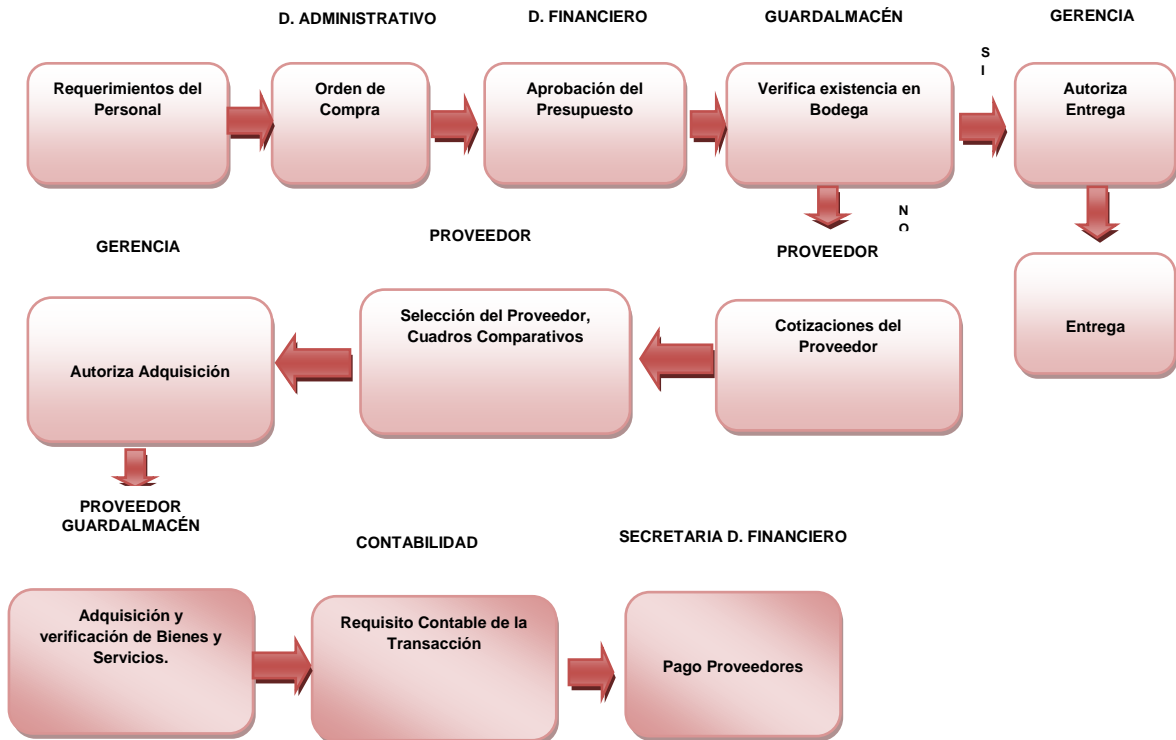 D. ADMINISTRATIVO
D. FINANCIERO
GUARDALMACÉN
GERENCIA
Requerimientos del
Personal
Orden de
Compra
Aprobación del
Presupuesto
Verifica existencia en
Bodega
S
I
Autoriza
Entrega
N
O
GERENCIA
PROVEEDOR
PROVEEDOR
Autoriza Adquisición
Selección del Proveedor,
Cuadros Comparativos
Cotizaciones del
Proveedor
Entrega
PROVEEDOR
GUARDALMACÉN
CONTABILIDAD
SECRETARIA D. FINANCIERO
Adquisición y
verificación de Bienes y
Servicios.
Requisito Contable de la
Transacción
Pago Proveedores